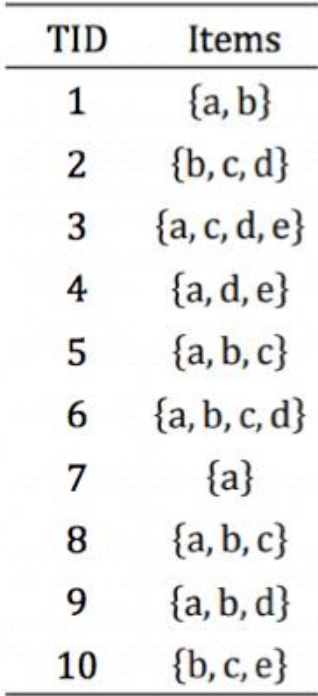 TID Items
1 {a, b}
2 {b, c, d}
3 {a, c, d, e}
4 {a, d, e}
5 {a, b, c}
6 {a, b, c, d}
7 {a}
8 {a, b, c}
9 {a, b, d}
10 {b, c, e}